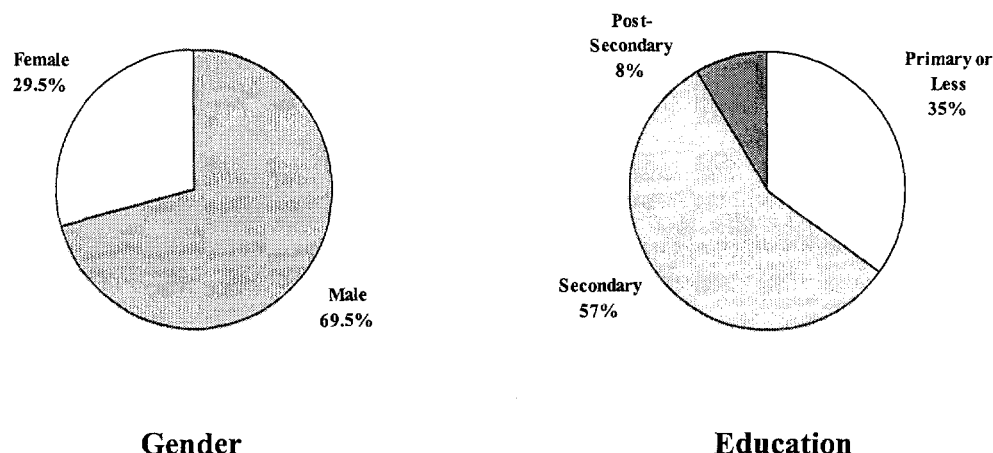 Female
29.5%
Male
69.5%
Gender
Post-
Secondary
8%
Primary or
Less
35%
Secondary
57%
Education